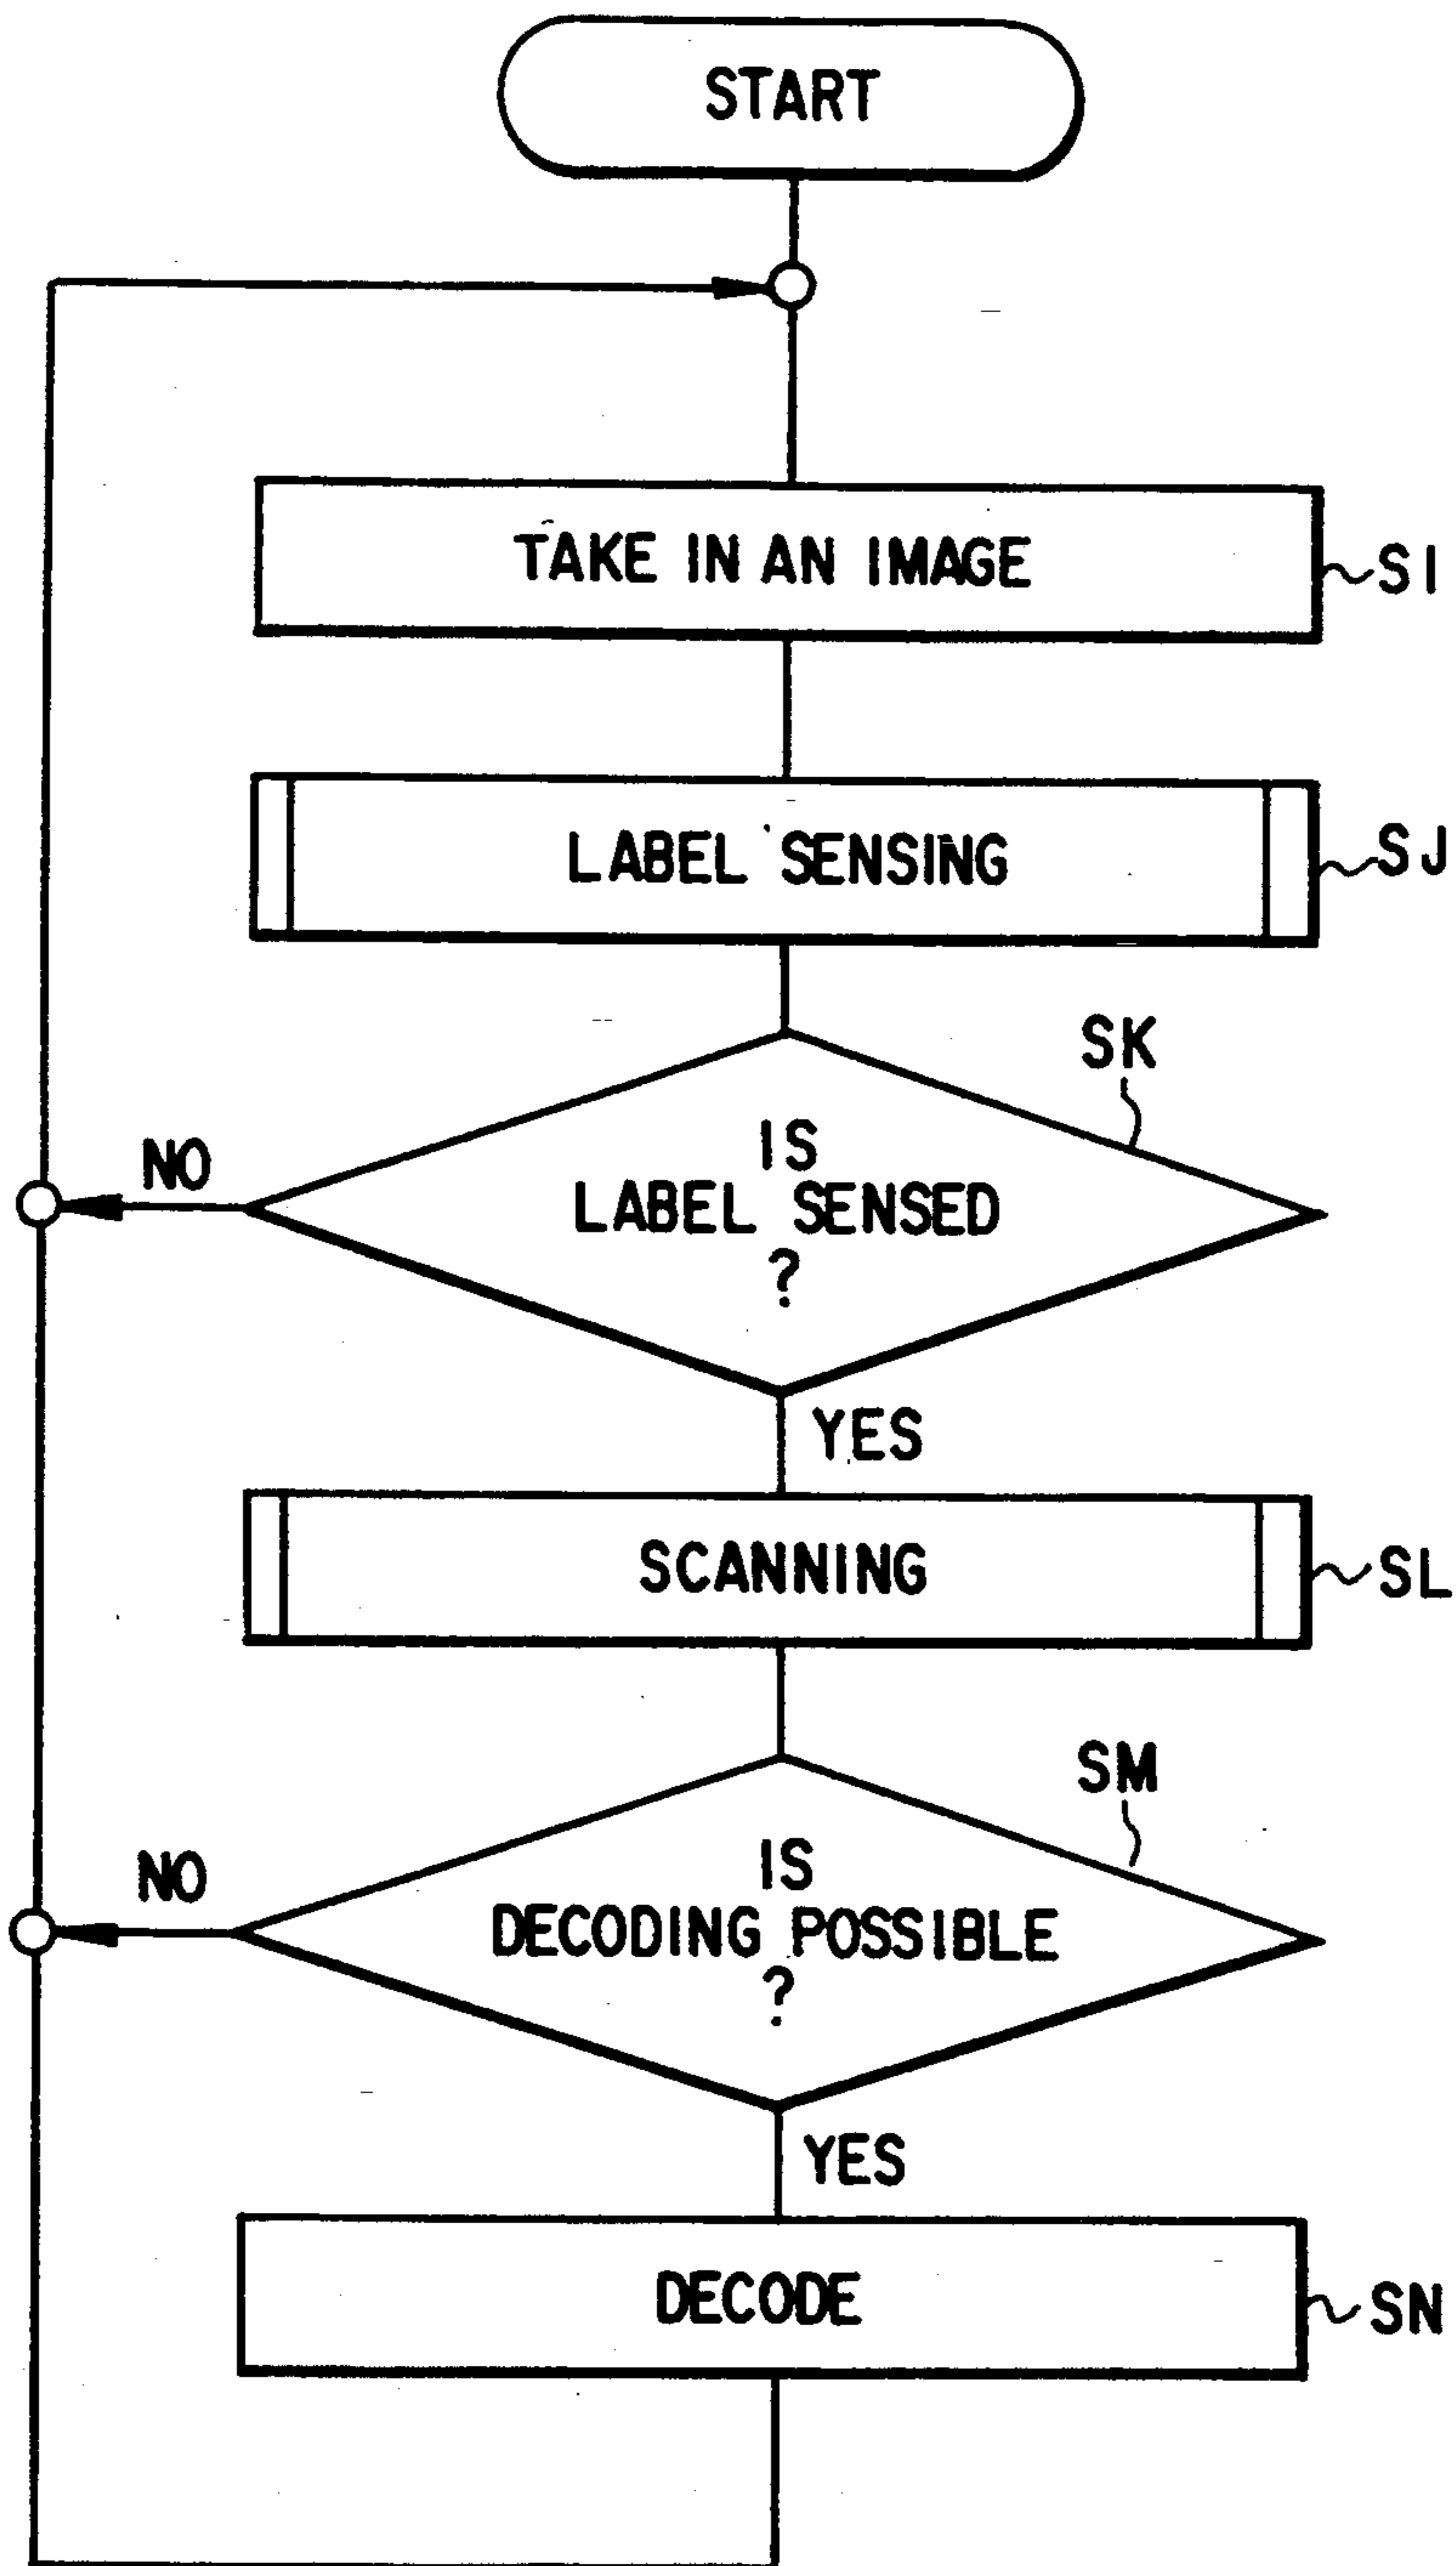 START
TAKE IN AN IMAGE
SI
LABEL SENSING
SJ
SK
IS
LABEL SENSED
?
NO
YES
SCANNING
SL
SM
IS
DECODING POSSIBLE
?
NO
YES
DECODE
SN